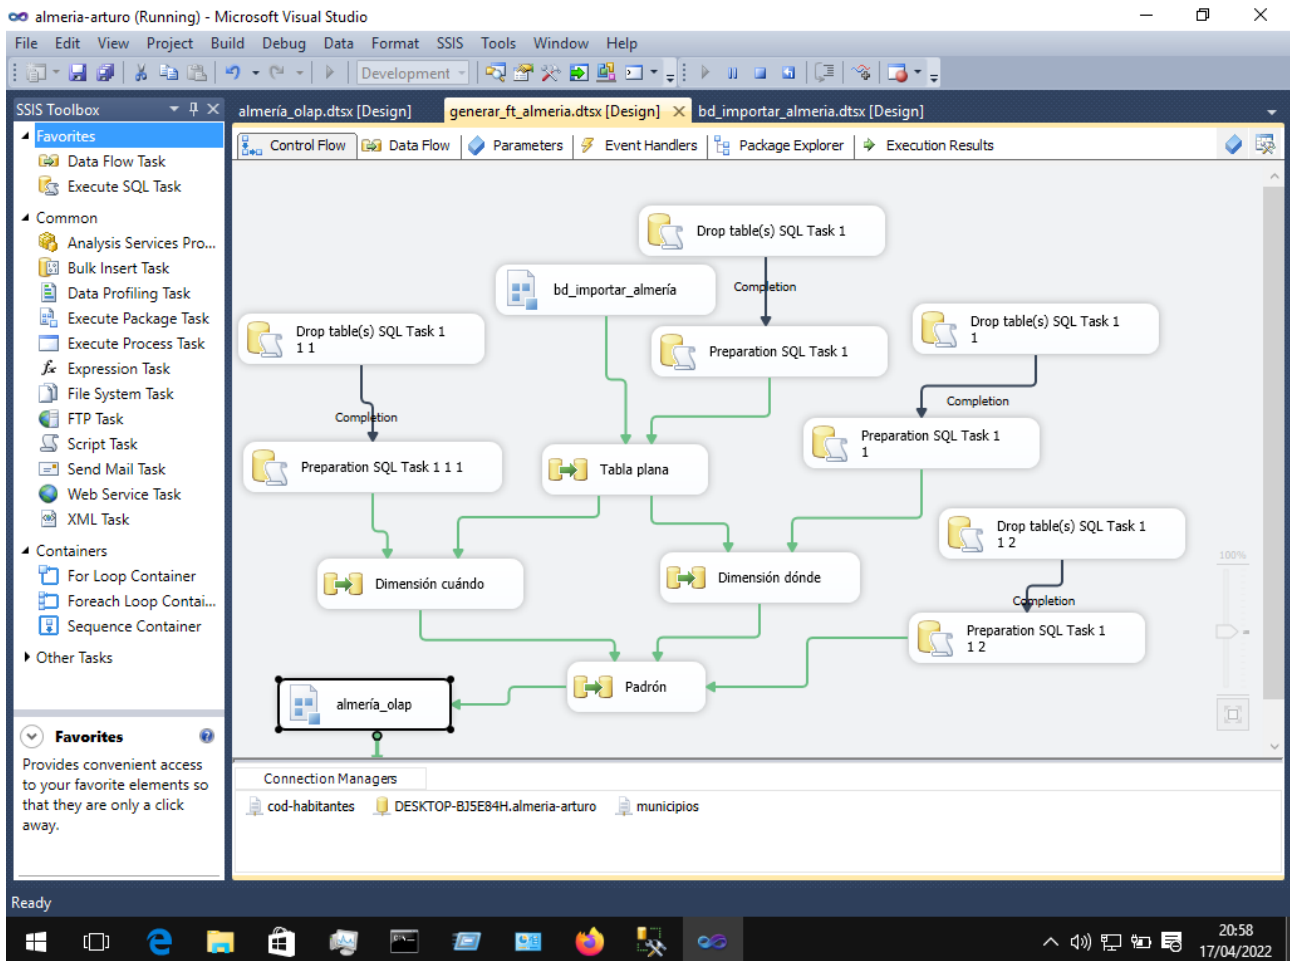 almeria-arturo (Running) - Microsoft Visual Studio
File Edit View Project Build Debug Data Format SSIS Tools Window Help
Development
SSIS Toolbox
almería_olap.dtsx [Design]
generar_ft_almeria.dtsx [Design]
bd_importar_almeria.dtsx [Design]
Favorites
Data Flow Task
Execute SQL Task
Common
Analysis Services Pro...
Bulk Insert Task
Data Profiling Task
Execute Package Task
Execute Process Task
Expression Task
File System Task
FTP Task
Script Task
Send Mail Task
Web Service Task
XML Task
Containers
For Loop Container
Foreach Loop Contai...
Sequence Container
Other Tasks
Favorites
Provides convenient access
to your favorite elements so
that they are only a click
away.
Control Flow
Data Flow
Parameters
Event Handlers
Package Explorer
Execution Results
Drop table(s) SQL Task 1
bd_importar_almería
Completion
Drop table(s) SQL Task 1
1 1
Preparation SQL Task 1
Drop table(s) SQL Task 1
1
Completion
Completion
Preparation SQL Task 1
1
Preparation SQL Task 1 1 1
Tabla plana
Drop table(s) SQL Task 1
1 2
100%
Dimensión cuándo
Dimensión dónde
Completion
Preparation SQL Task 1
1 2
Padrón
almería_olap
Connection Managers
cod-habitantes
DESKTOP-BJ5E84H.almeria-arturo
municipios
Ready
20:58
17/04/2022